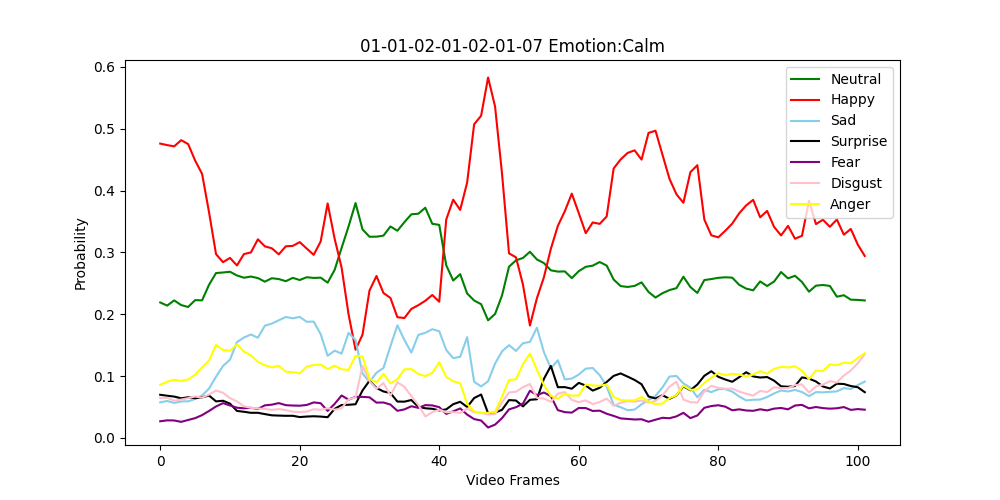 01-01-02-01-02-01-07 Emotion:Calm
0.6
0.5
0.4
0.3
0.2
0.1
0.0
Probability
0
20
40
60
80
100
Video Frames
Neutral
Happy
Sad
Surprise
Fear
Disgust
Anger